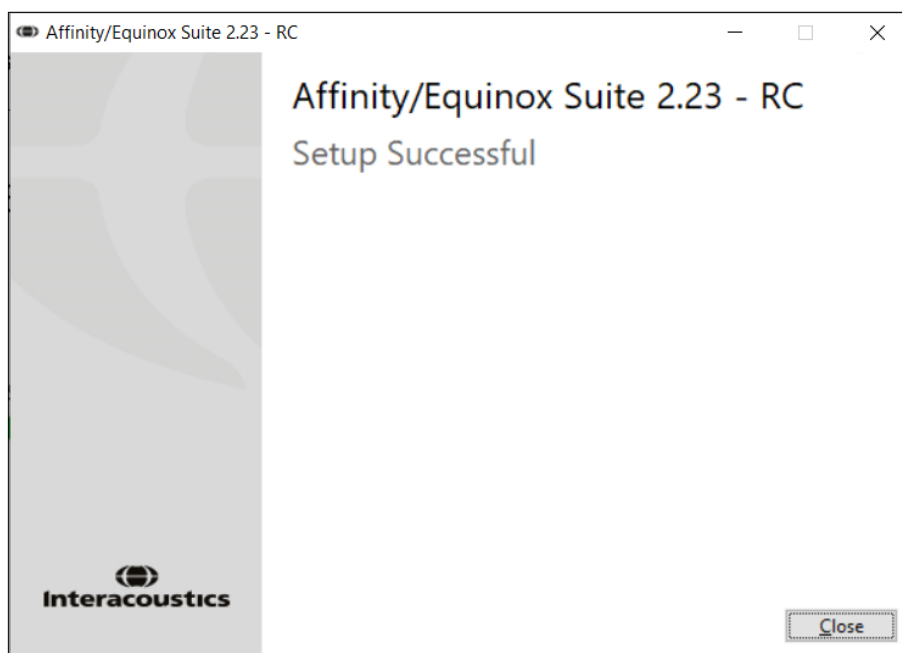 Affinity/Equinox Suite 2.23 - RC
Affinity/Equinox Suite 2.23 - RC
Setup Successful
Interacoustics
Close